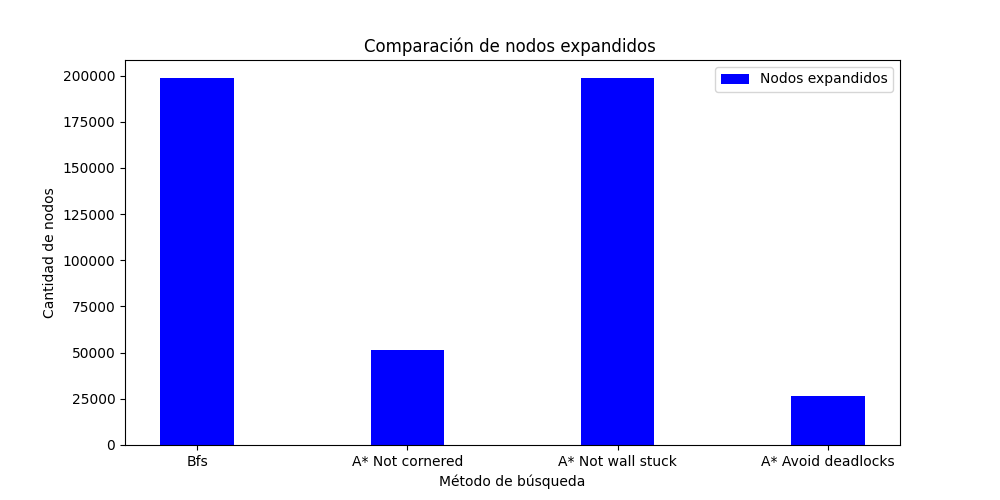 Comparación de nodos expandidos
Nodos expandidos
Cantidad de nodos
200000
175000
150000
125000
100000
75000
50000
25000
0
Bfs
A* Not cornered
A* Not wall stuck
A* Avoid deadlocks
Método de búsqueda